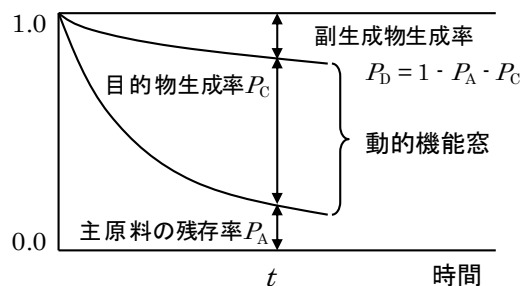 1.0
副生成物生成率
P_D = 1 - P_A - P_C
目的物生成率P_C
動的機能窓
主原料の残存率P_A
0.0
t
時間